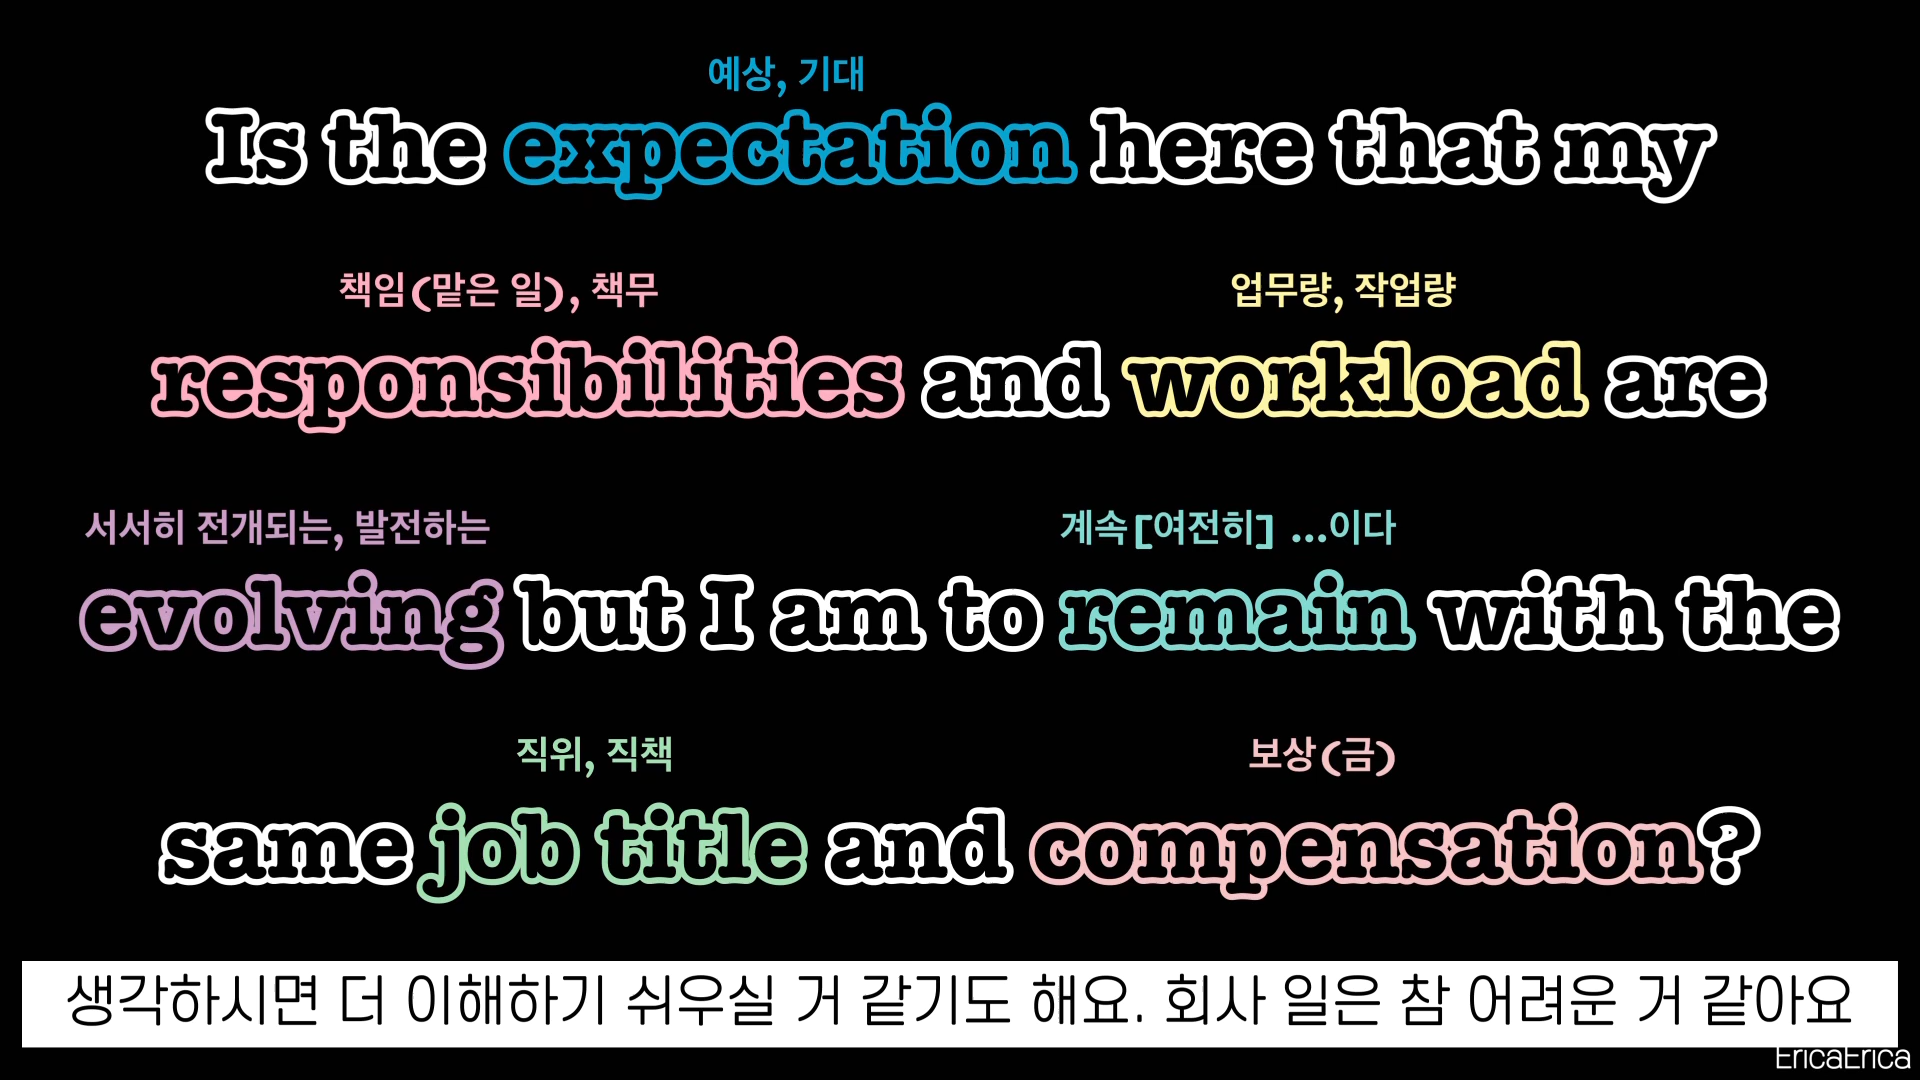 예상, 기대
Is the expectation here that my
책임(맡은 일), 책무 업무량, 작업량
responsibilities and workload are
서서히 전개되는, 발전하는 계속[여전히] ...이다
evolving but I am to remain with the
직위, 직책 보상(금)
same job title and compensation?
생각하시면 더 이해하기 쉬우실 거 같기도 해요. 회사 일은 참 어려운 거 같아요
EricaErica